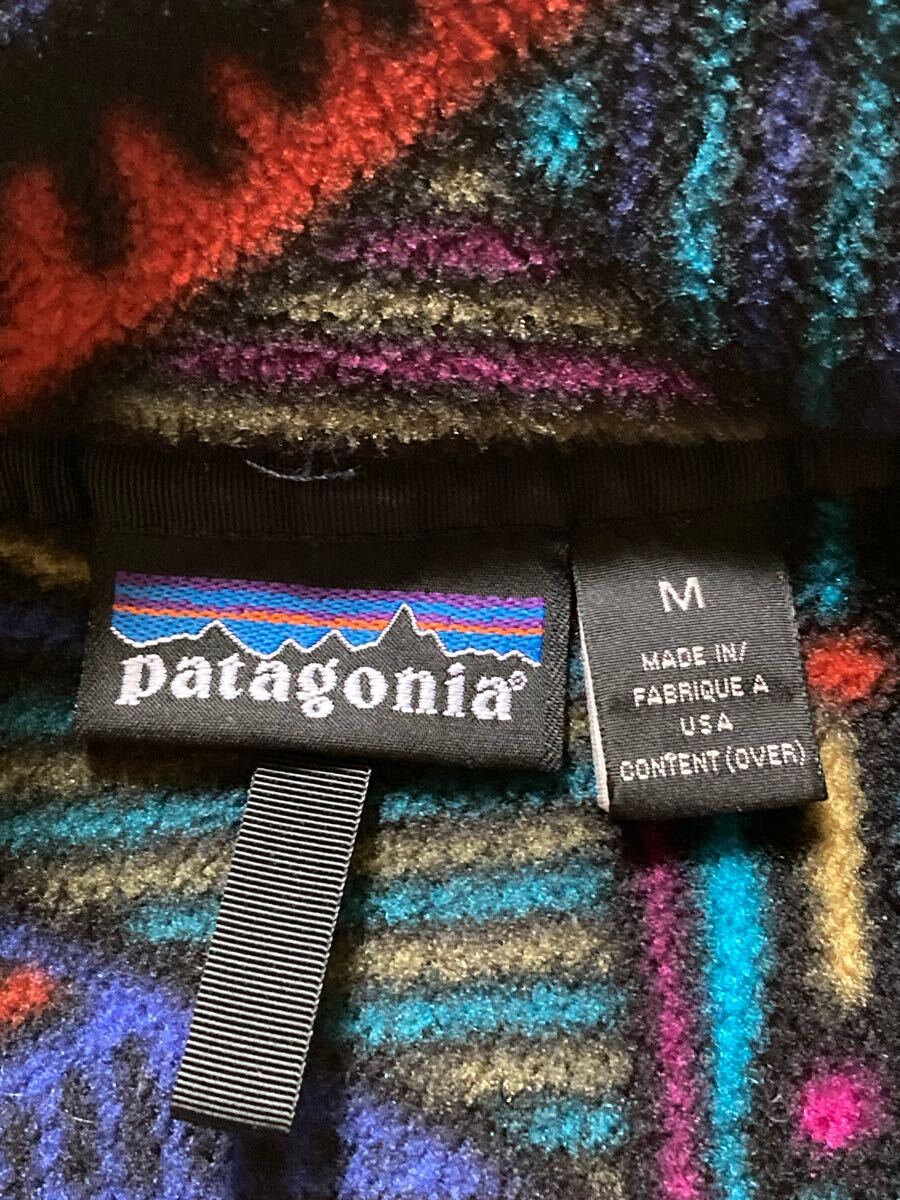 patagonia®
M
MADE IN/
FABRIQUE A
USA
CONTENT (OVER)